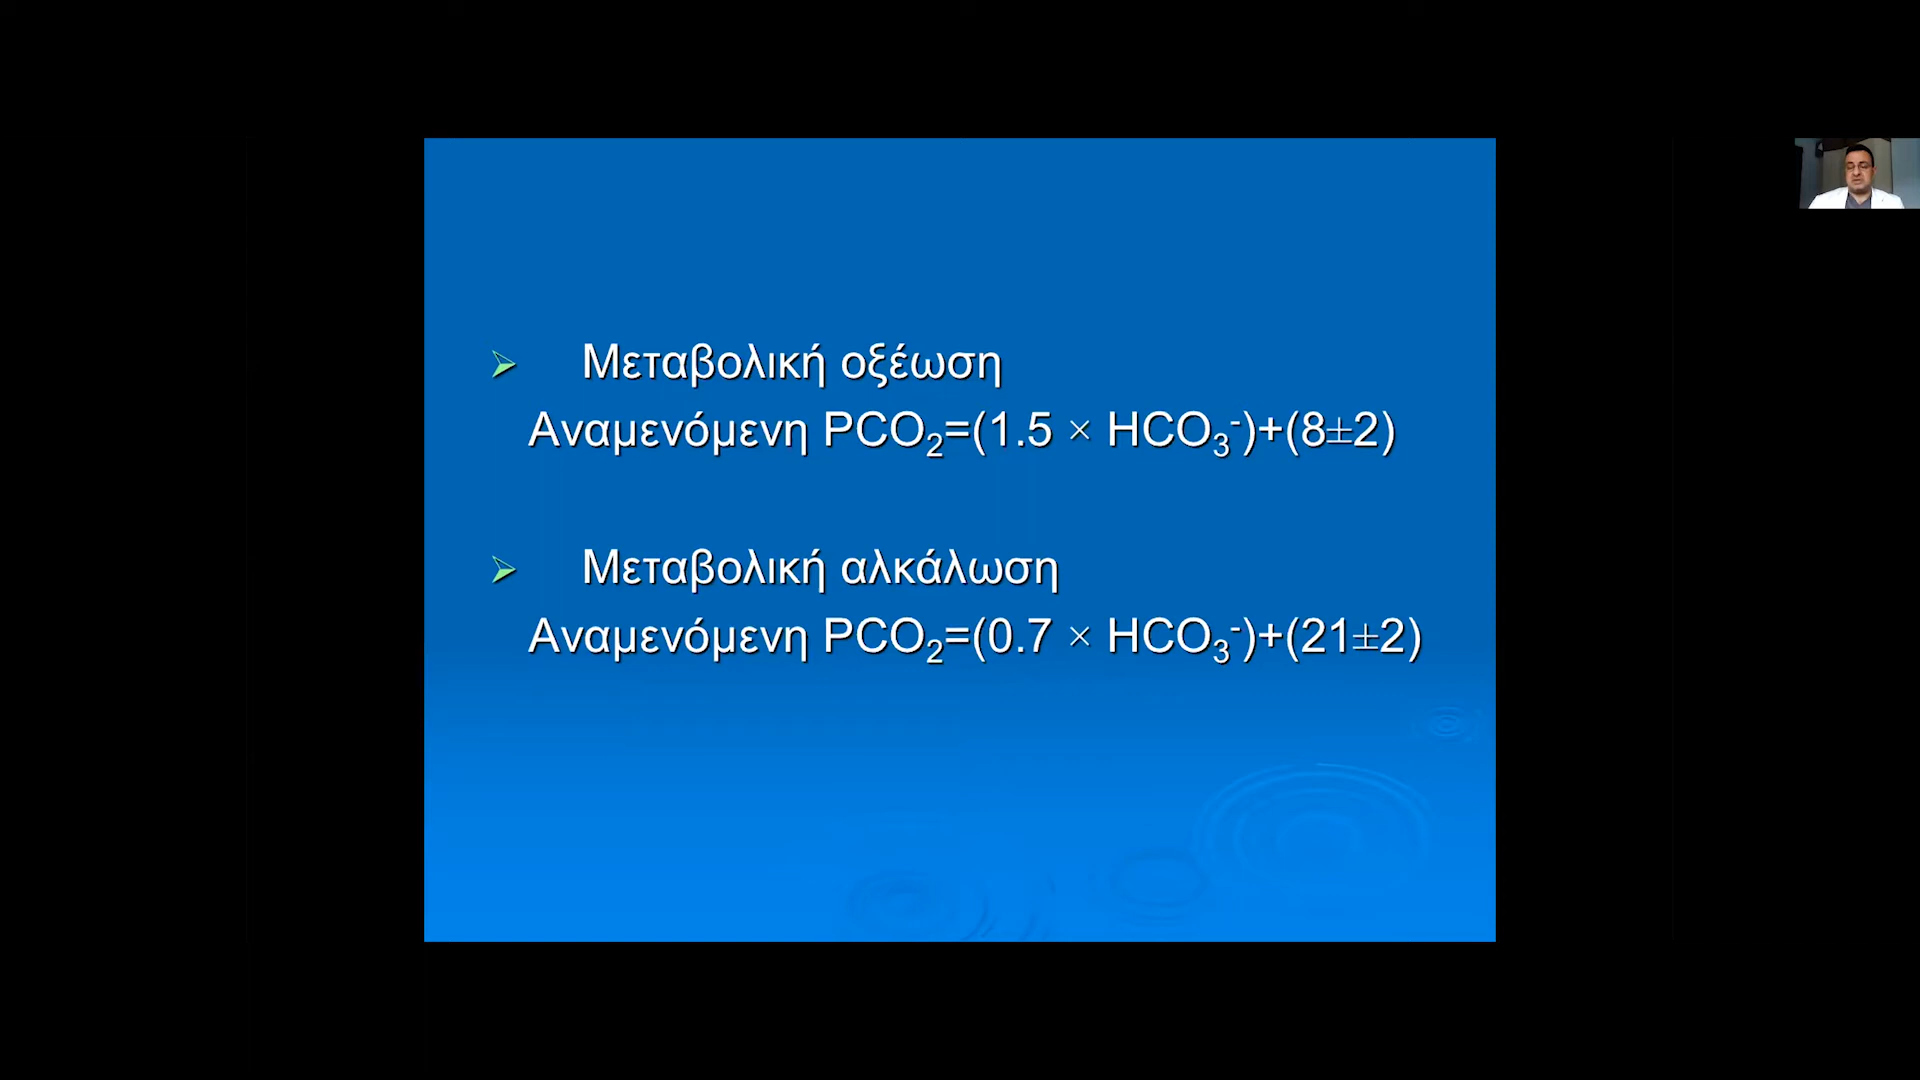 Μεταβολική οξέωση
Αναμενόμενη PCO₂=(1.5 × HCO₃⁻)+(8±2)
Μεταβολική αλκάλωση
Αναμενόμενη PCO₂=(0.7 × HCO₃⁻)+(21±2)